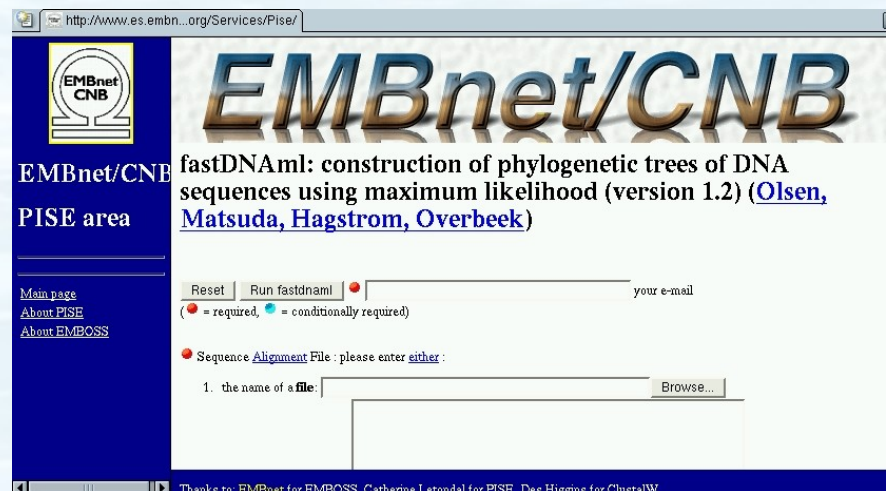 http://www.es.embn...org/Services/Pise/
EMBnet
CNB
EMBnet/CNB
EMBnet/CNB
PISE area
Main page
About PISE
About EMBOSS
fastDNAml: construction of phylogenetic trees of DNA
sequences using maximum likelihood (version 1.2) (Olsen,
Matsuda, Hagstrom, Overbeek)
Reset Run fastdnaml your e-mail
( = required, = conditionally required)
Sequence Alignment File : please enter either :
1. the name of a file: Browse...
Thanks to: EMBnet for EMBOSS, Catherine Letondal for PISE, Des Higgins for ClustalW